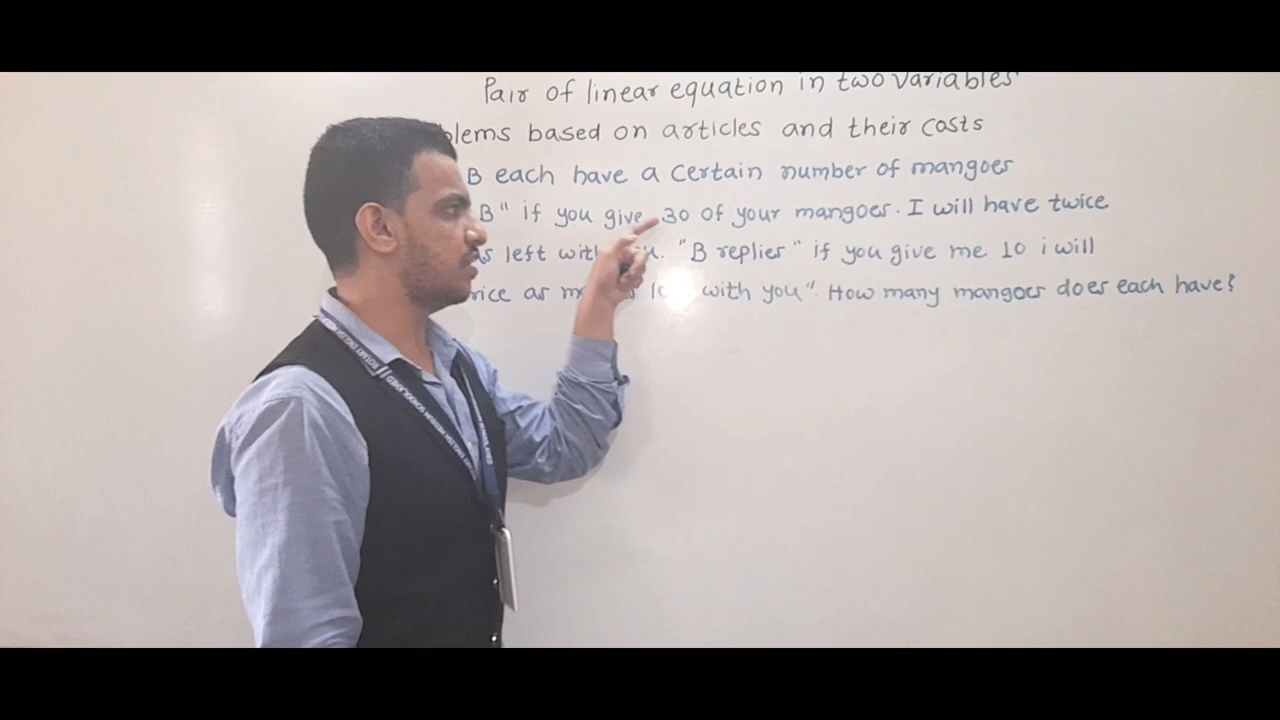 Pair of linear equation in two variables
blems based on articles and their costs
B each have a certain number of mangoes
B" if you give 30 of your mangoes. I will have twice
as left with "B replies" if you give me 10 i will
rice as with you". How many mangoes does each have?